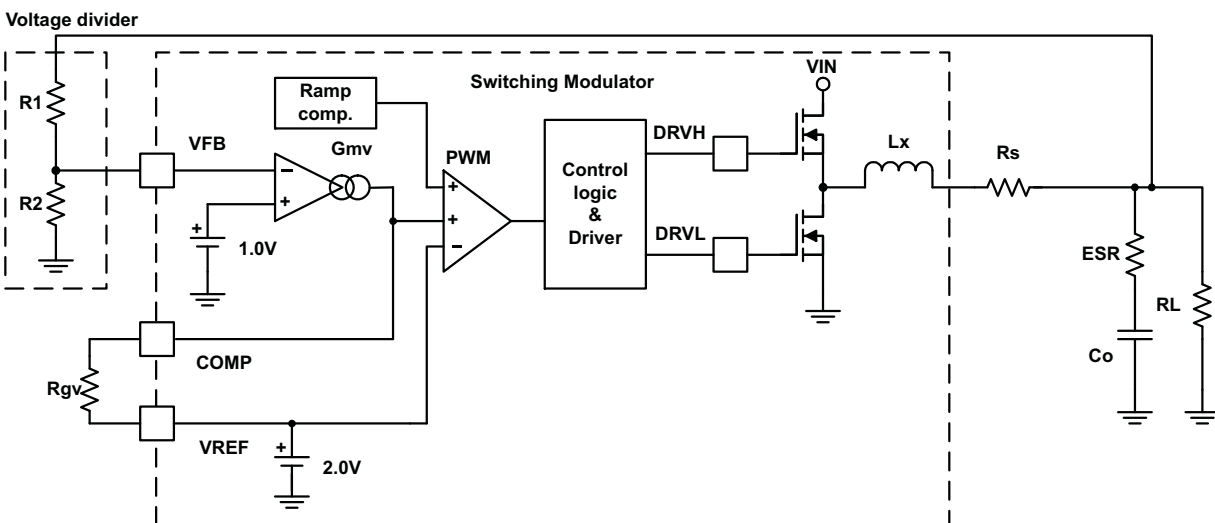 Voltage divider
R1
R2
VFB
Ramp
comp.
Gmv
+
−
1.0V
+
PWM
+
+
−
Switching Modulator
Control
logic
&
Driver
DRVH
DRVL
VIN
Lx
Rs
ESR
Co
RL
COMP
Rgv
VREF
+
2.0V